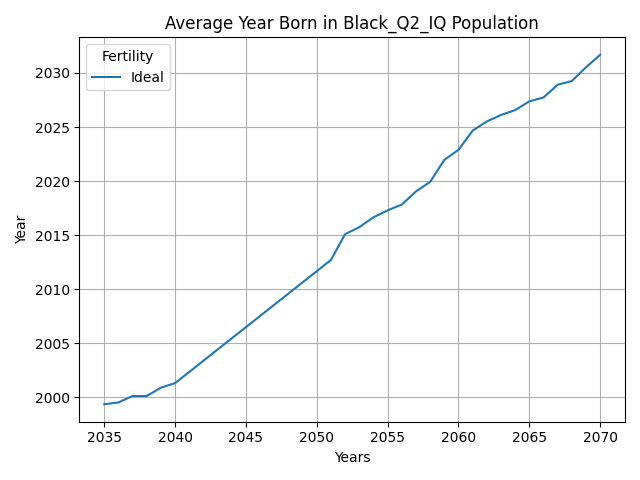 Average Year Born in Black_Q2_IQ Population
Fertility
Ideal
2030
2025
2020
2015
2010
2005
2000
Year
2035 2040 2045 2050 2055 2060 2065 2070
Years